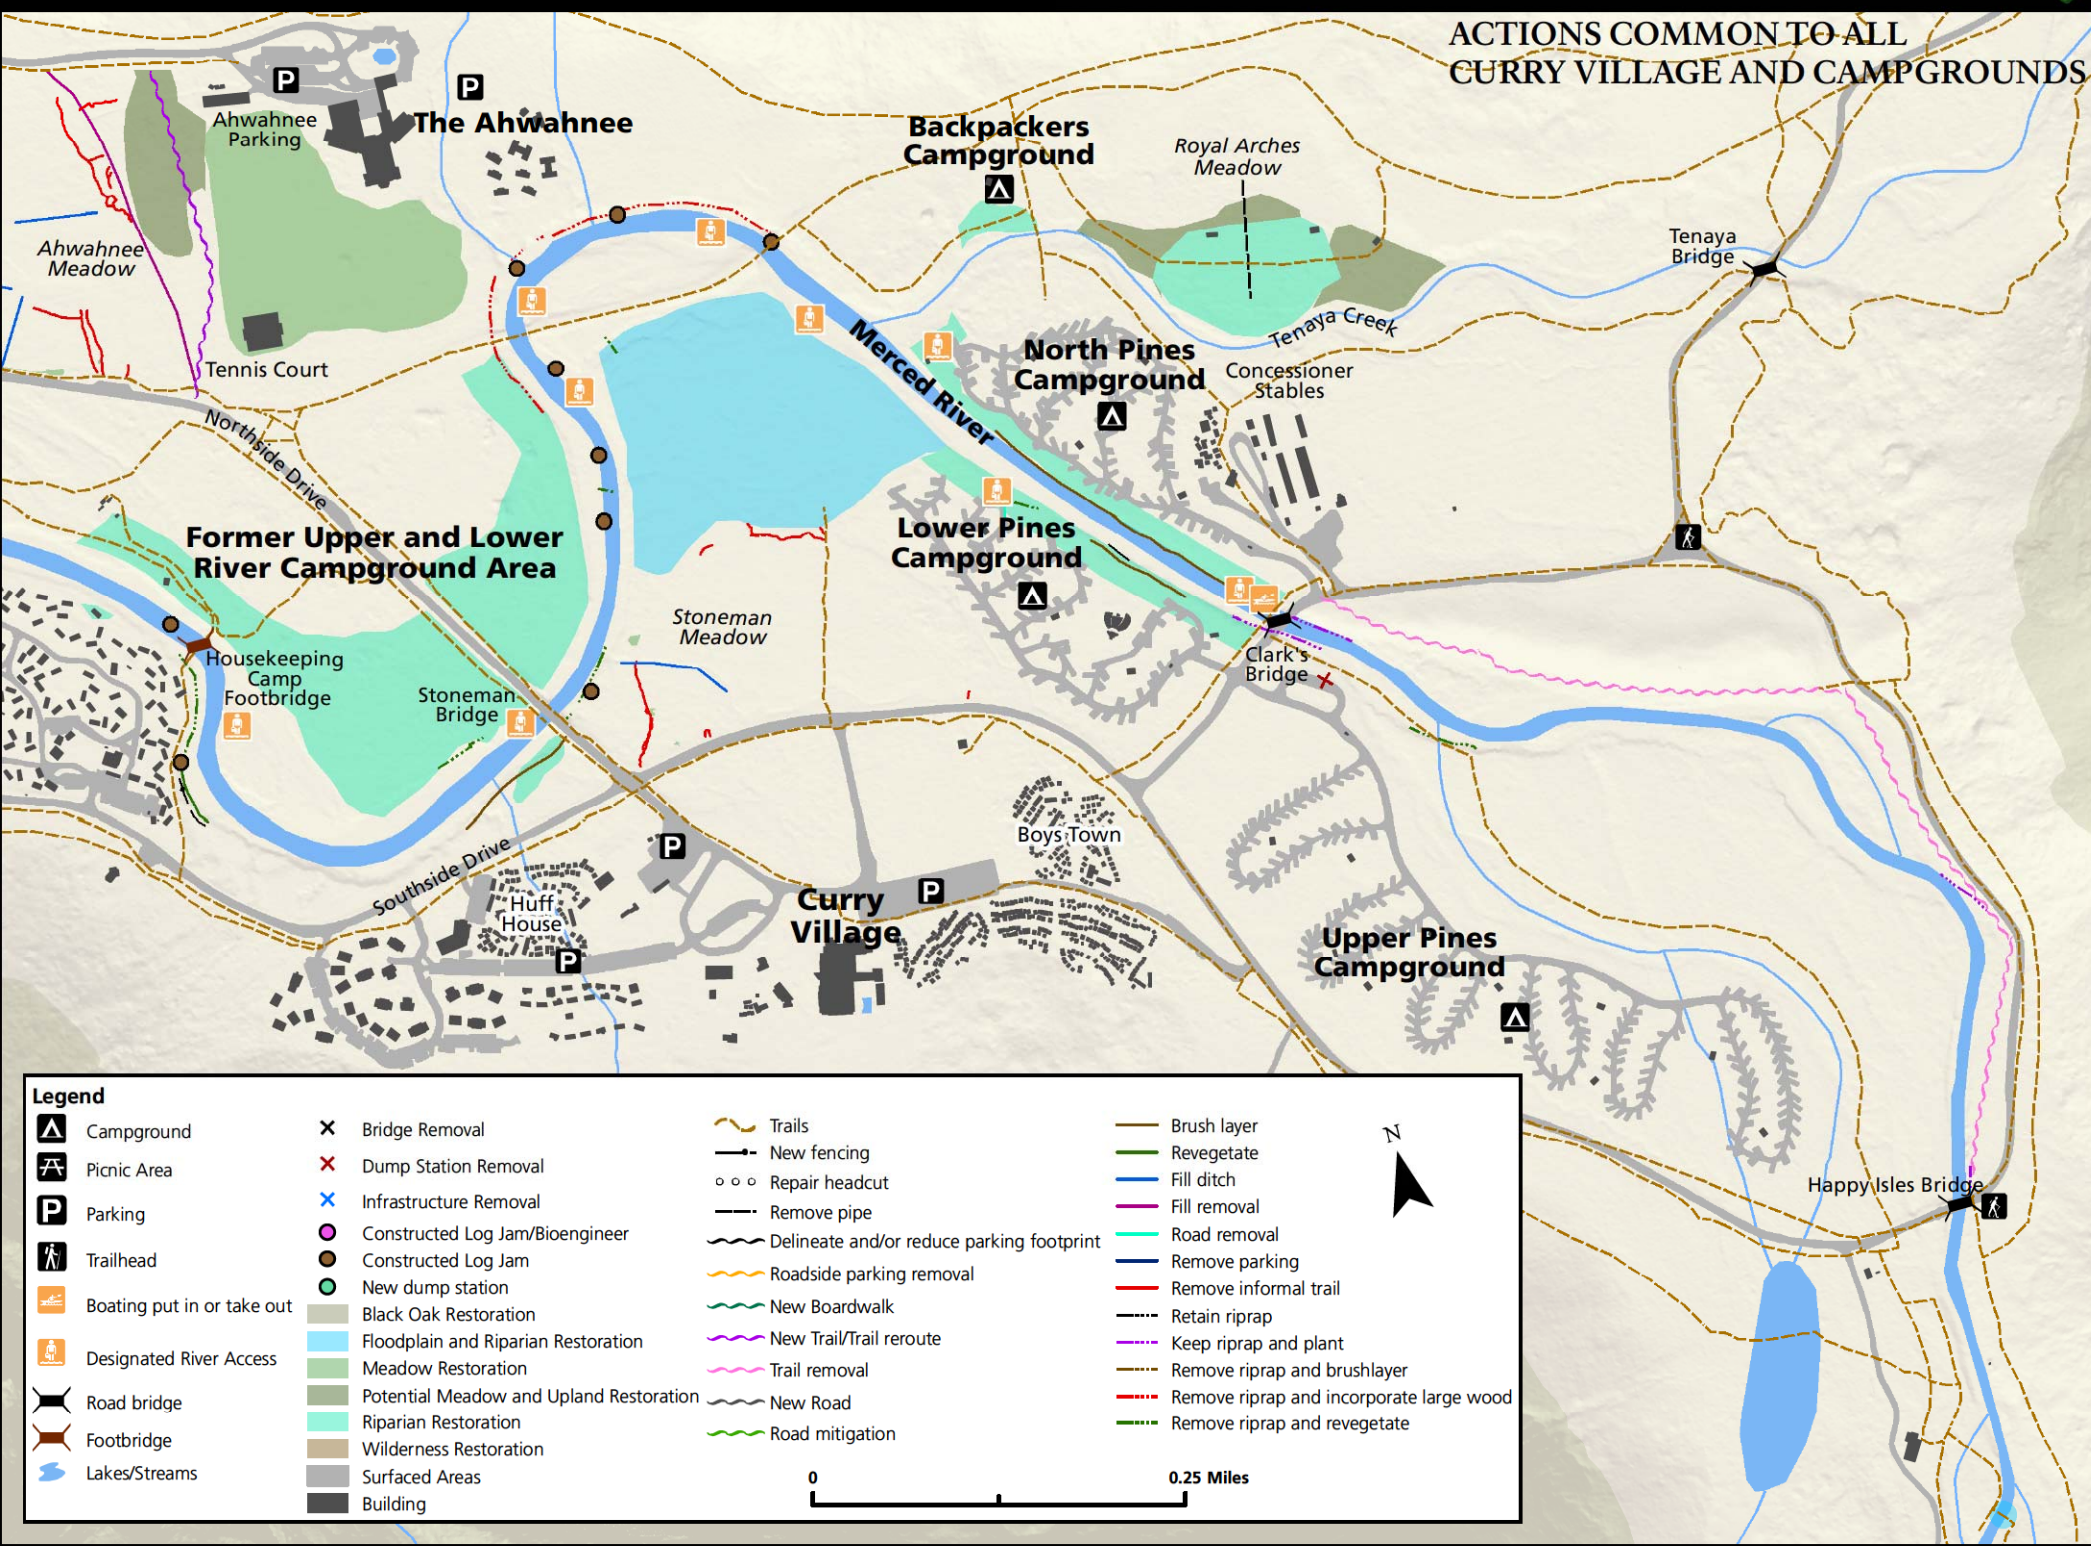 ACTIONS COMMON TO ALL
CURRY VILLAGE AND CAMPGROUNDS
P
P
Ahwahnee
Parking
The Ahwahnee
Backpackers
Campground
Royal Arches
Meadow
Tenaya
Bridge
Ahwahnee
Meadow
Tennis Court
Merced River
Tenaya Creek
North Pines
Campground
Concessioner
Stables
Northside Drive
Former Upper and Lower
River Campground Area
Lower Pines
Campground
Stoneman
Meadow
Housekeeping
Camp
Footbridge
Stoneman
Bridge
Clark's
Bridge
Southside Drive
P
Boys Town
Huff
House
P
Curry
Village
P
Upper Pines
Campground
Happy Isles Bridge
Legend
Campground
Picnic Area
P
Parking
Trailhead
Boating put in or take out
Designated River Access
Road bridge
Footbridge
Lakes/Streams
Bridge Removal
Dump Station Removal
Infrastructure Removal
Constructed Log Jam/Bioengineer
Constructed Log Jam
New dump station
Black Oak Restoration
Floodplain and Riparian Restoration
Meadow Restoration
Potential Meadow and Upland Restoration
Riparian Restoration
Wilderness Restoration
Surfaced Areas
Building
Trails
New fencing
Repair headcut
Remove pipe
Delineate and/or reduce parking footprint
Roadside parking removal
New Boardwalk
New Trail/Trail reroute
Trail removal
New Road
Road mitigation
Brush layer
Revegetate
Fill ditch
Fill removal
Road removal
Remove parking
Remove informal trail
Retain riprap
Keep riprap and plant
Remove riprap and brushlayer
Remove riprap and incorporate large wood
Remove riprap and revegetate
N
0
0.25 Miles